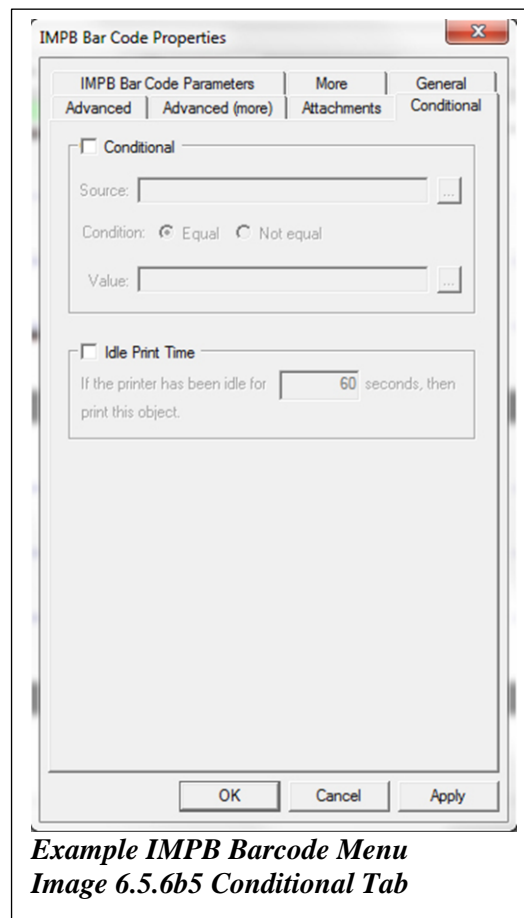 IMPB Bar Code Properties
x
IMPB Bar Code Parameters More General
Advanced Advanced (more) Attachments Conditional
Conditional
Source: ...
Condition: Equal Not equal
Value: ...
Idle Print Time
If the printer has been idle for 60 seconds, then
print this object.
OK Cancel Apply
Example IMPB Barcode Menu
Image 6.5.6b5 Conditional Tab